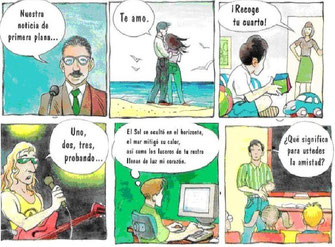 Nuestra
noticia de
primera plana...
Te amo.
¡Recoge
tu cuarto!
Uno,
dos, tres,
probando...
El Sol se ocultó en el horizonte,
el mar mitigó su calor,
así como los luceros de tu rostro
llenan de luz mi corazón.
¿Qué significa
para ustedes
la amistad?